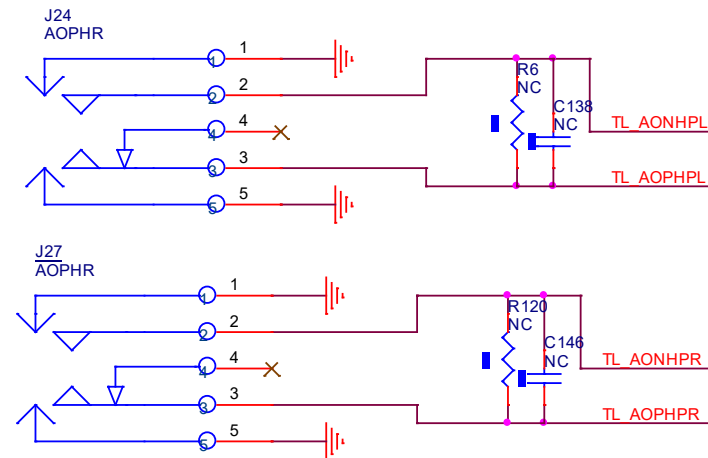 J24
AOPHR
1
1
2
2
4
4
3
3
5
5
R6
NC
C138
NC
TL_AONHPL
TL_AOPHPL
J27
AOPHR
1
1
2
2
4
4
3
3
5
5
R120
NC
C146
NC
TL_AONHPR
TL_AOPHPR